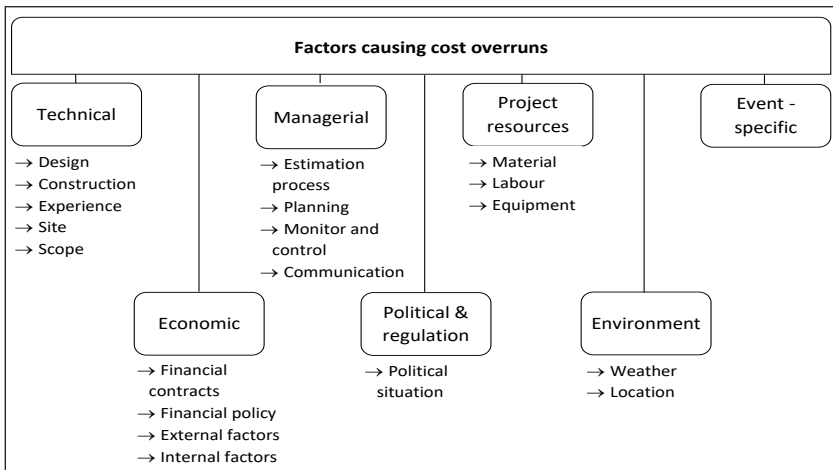 Factors causing cost overruns
Technical
→ Design
→ Construction
→ Experience
→ Site
→ Scope
Managerial
→ Estimation
process
→ Planning
→ Monitor and
control
→ Communication
Project
resources
→ Material
→ Labour
→ Equipment
Event -
specific
Economic
→ Financial
contracts
→ Financial policy
→ External factors
→ Internal factors
Political &
regulation
→ Political
situation
Environment
→ Weather
→ Location